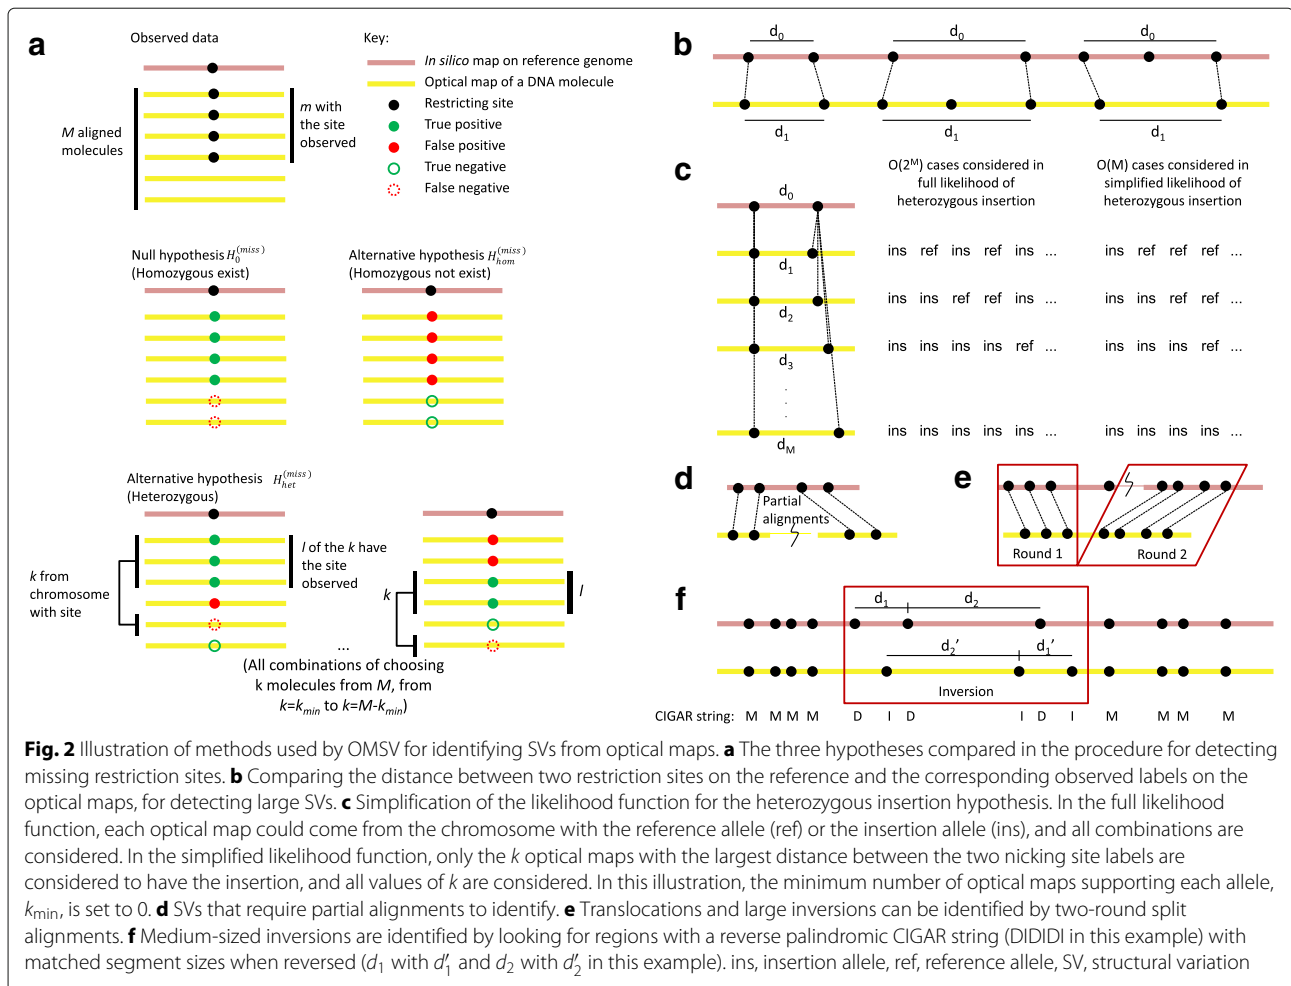 a
Observed data
M aligned
molecules
m with
the site
observed
Key:
In silico map on reference genome
Optical map of a DNA molecule
Restricting site
True positive
False positive
True negative
False negative
Null hypothesis H₀^(miss)
(Homozygous exist)
Alternative hypothesis H_hom^(miss)
(Homozygous not exist)
Alternative hypothesis H_het^(miss)
(Heterozygous)
k from
chromosome
with site
l of the k have
the site
observed
k
l
...
(All combinations of choosing
k molecules from M, from
k=k_min to k=M-k_min)
b
d₀ d₀ d₀
d₁ d₁ d₁
c
d₀
d₁
d₂
d₃
.
.
.
d_M
O(2^M) cases considered in
full likelihood of
heterozygous insertion
ins ref ins ref ins ...
ins ins ref ref ins ...
ins ins ins ins ref ...
ins ins ins ins ins ...
O(M) cases considered in
simplified likelihood of
heterozygous insertion
ins ref ref ref ...
ins ins ref ref ...
ins ins ins ref ...
ins ins ins ins ...
d
Partial
alignments
e
Round 1
Round 2
f
d₁ d₂
d₂′ d₁′
Inversion
CIGAR string: M M M M D I D I D I M M M M
Fig. 2 Illustration of methods used by OMSV for identifying SVs from optical maps. a The three hypotheses compared in the procedure for detecting
missing restriction sites. b Comparing the distance between two restriction sites on the reference and the corresponding observed labels on the
optical maps, for detecting large SVs. c Simplification of the likelihood function for the heterozygous insertion hypothesis. In the full likelihood
function, each optical map could come from the chromosome with the reference allele (ref) or the insertion allele (ins), and all combinations are
considered. In the simplified likelihood function, only the k optical maps with the largest distance between the two nicking site labels are
considered to have the insertion, and all values of k are considered. In this illustration, the minimum number of optical maps supporting each allele,
k_min, is set to 0. d SVs that require partial alignments to identify. e Translocations and large inversions can be identified by two-round split
alignments. f Medium-sized inversions are identified by looking for regions with a reverse palindromic CIGAR string (DIDIDI in this example) with
matched segment sizes when reversed (d₁ with d₁′ and d₂ with d₂′ in this example). ins, insertion allele, ref, reference allele, SV, structural variation